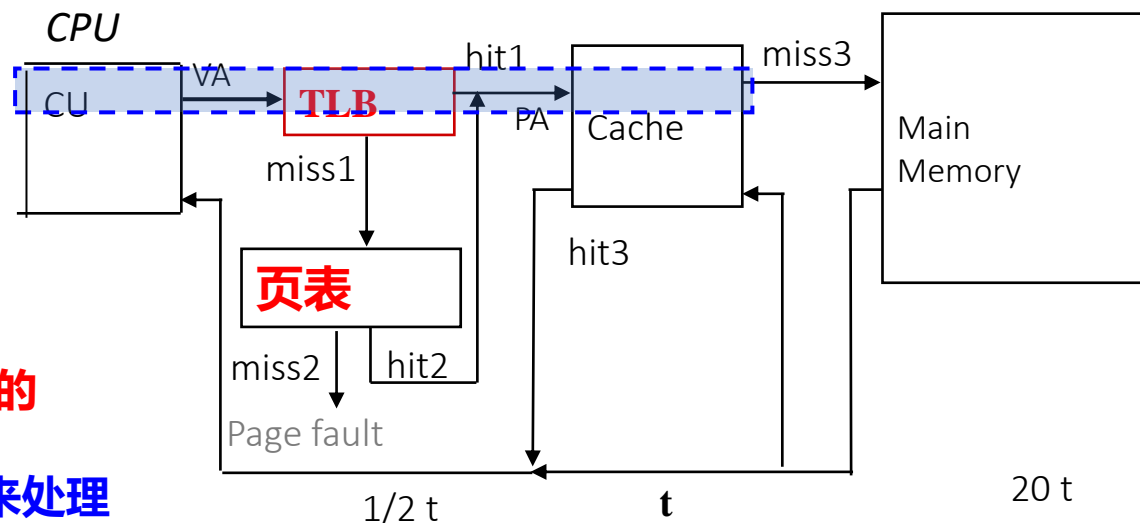 CPU
hit1
miss3
VA
CU
TLB
PA
Cache
Main
Memory
miss1
hit3
页表
miss2
hit2
的
Page fault
来处理
1/2 t
t
20 t